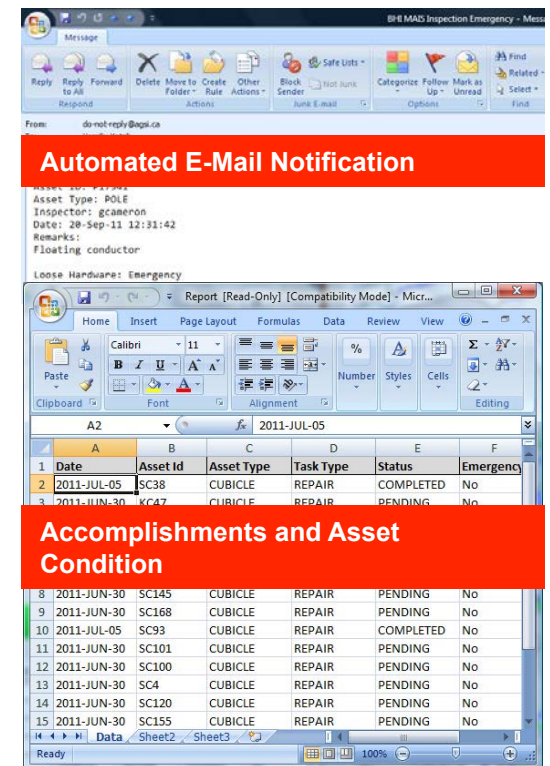 BHI MAIS Inspection Emergency - Messa
Message
Reply Reply to All Forward Delete Move to Folder Create Rule Other Actions Block Sender Safe Lists Not Junk Categorize Follow Up Mark as Unread Find Related Select
Respond Actions Junk E-mail Options Find
From: do-not-reply@agsi.ca
Automated E-Mail Notification
Asset Type: POLE
Inspector: gcameron
Date: 20-Sep-11 12:31:42
Remarks:
Floating conductor
Loose Hardware: Emergency
Report [Read-Only] [Compatibility Mode] - Micr...
Home Insert Page Layout Formulas Data Review View
Paste Calibri 11 B I U A A A % Number Styles Cells Σ
Clipboard Font Alignment Editing
A2 fx 2011-JUL-05
A B C D E F
1 Date Asset Id Asset Type Task Type Status Emergency
2 2011-JUL-05 SC38 CUBICLE REPAIR COMPLETED No
3 2011-JUN-30 KC47 CUBICLE REPAIR PENDING No
Accomplishments and Asset
Condition
8 2011-JUN-30 SC145 CUBICLE REPAIR PENDING No
9 2011-JUN-30 SC168 CUBICLE REPAIR PENDING No
10 2011-JUL-05 SC93 CUBICLE REPAIR COMPLETED No
11 2011-JUN-30 SC101 CUBICLE REPAIR PENDING No
12 2011-JUN-30 SC100 CUBICLE REPAIR PENDING No
13 2011-JUN-30 SC4 CUBICLE REPAIR PENDING No
14 2011-JUN-30 SC120 CUBICLE REPAIR PENDING No
15 2011-JUN-30 SC155 CUBICLE REPAIR PENDING No
Data Sheet2 Sheet3
Ready 100%